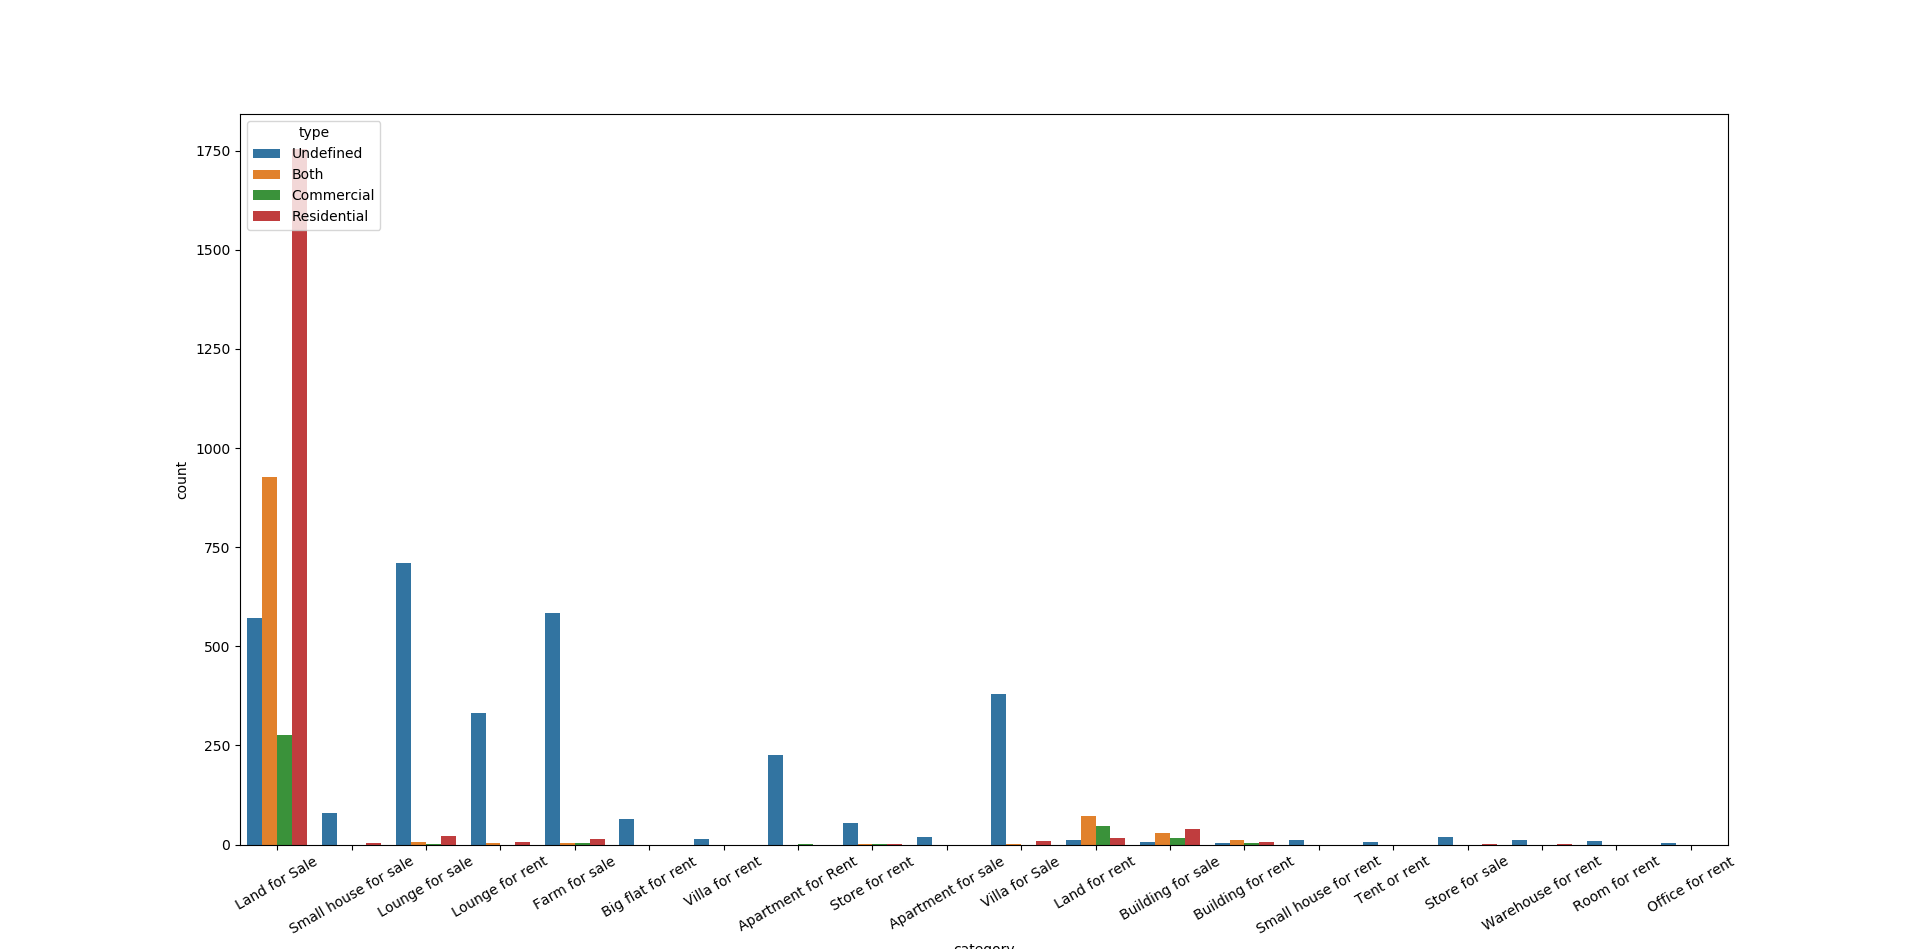 type
Undefined
Both
Commercial
Residential
1750
1500
1250
1000
750
500
250
0
count
Land for Sale
Small house for sale
Lounge for sale
Lounge for rent
Farm for sale
Big flat for rent
Villa for rent
Apartment for Rent
Store for rent
Apartment for sale
Villa for Sale
Land for rent
Building for sale
Building for rent
Small house for rent
Tent or rent
Store for sale
Warehouse for rent
Room for rent
Office for rent
category